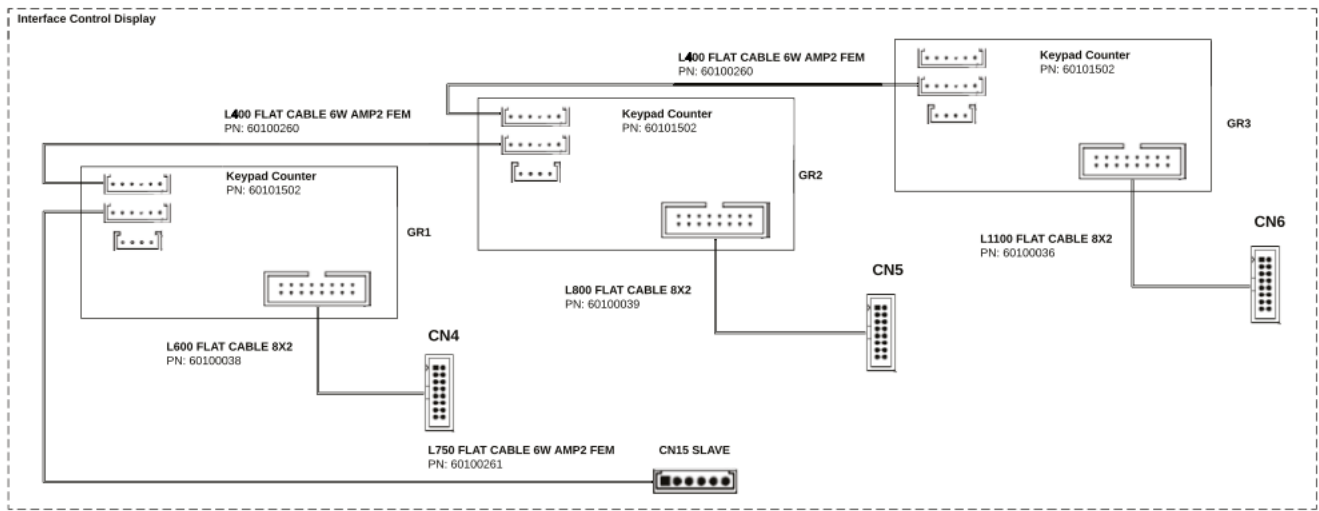 Interface Control Display
L400 FLAT CABLE 6W AMP2 FEM
PN: 60100260
Keypad Counter
PN: 60101502
GR3
L400 FLAT CABLE 6W AMP2 FEM
PN: 60100260
Keypad Counter
PN: 60101502
GR2
Keypad Counter
PN: 60101502
GR1
L1100 FLAT CABLE 8X2
PN: 60100036
CN6
L800 FLAT CABLE 8X2
PN: 60100039
CN5
L600 FLAT CABLE 8X2
PN: 60100038
CN4
L750 FLAT CABLE 6W AMP2 FEM
PN: 60100261
CN15 SLAVE